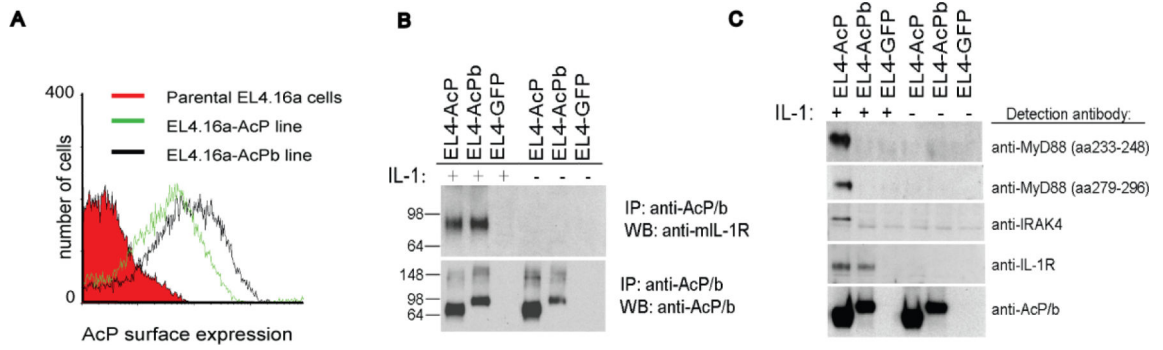 A
400
0
number of cells
Parental EL4.16a cells
EL4.16a-AcP line
EL4.16a-AcPb line
AcP surface expression
B
EL4-AcP
EL4-AcPb
EL4-GFP
EL4-AcP
EL4-AcPb
EL4-GFP
IL-1: + + + - - -
98
64
IP: anti-AcP/b
WB: anti-mIL-1R
148
98
64
IP: anti-AcP/b
WB: anti-AcP/b
C
EL4-AcP
EL4-AcPb
EL4-GFP
EL4-AcP
EL4-AcPb
EL4-GFP
IL-1: + + + - - - Detection antibody:
anti-MyD88 (aa233-248)
anti-MyD88 (aa279-296)
anti-IRAK4
anti-IL-1R
anti-AcP/b